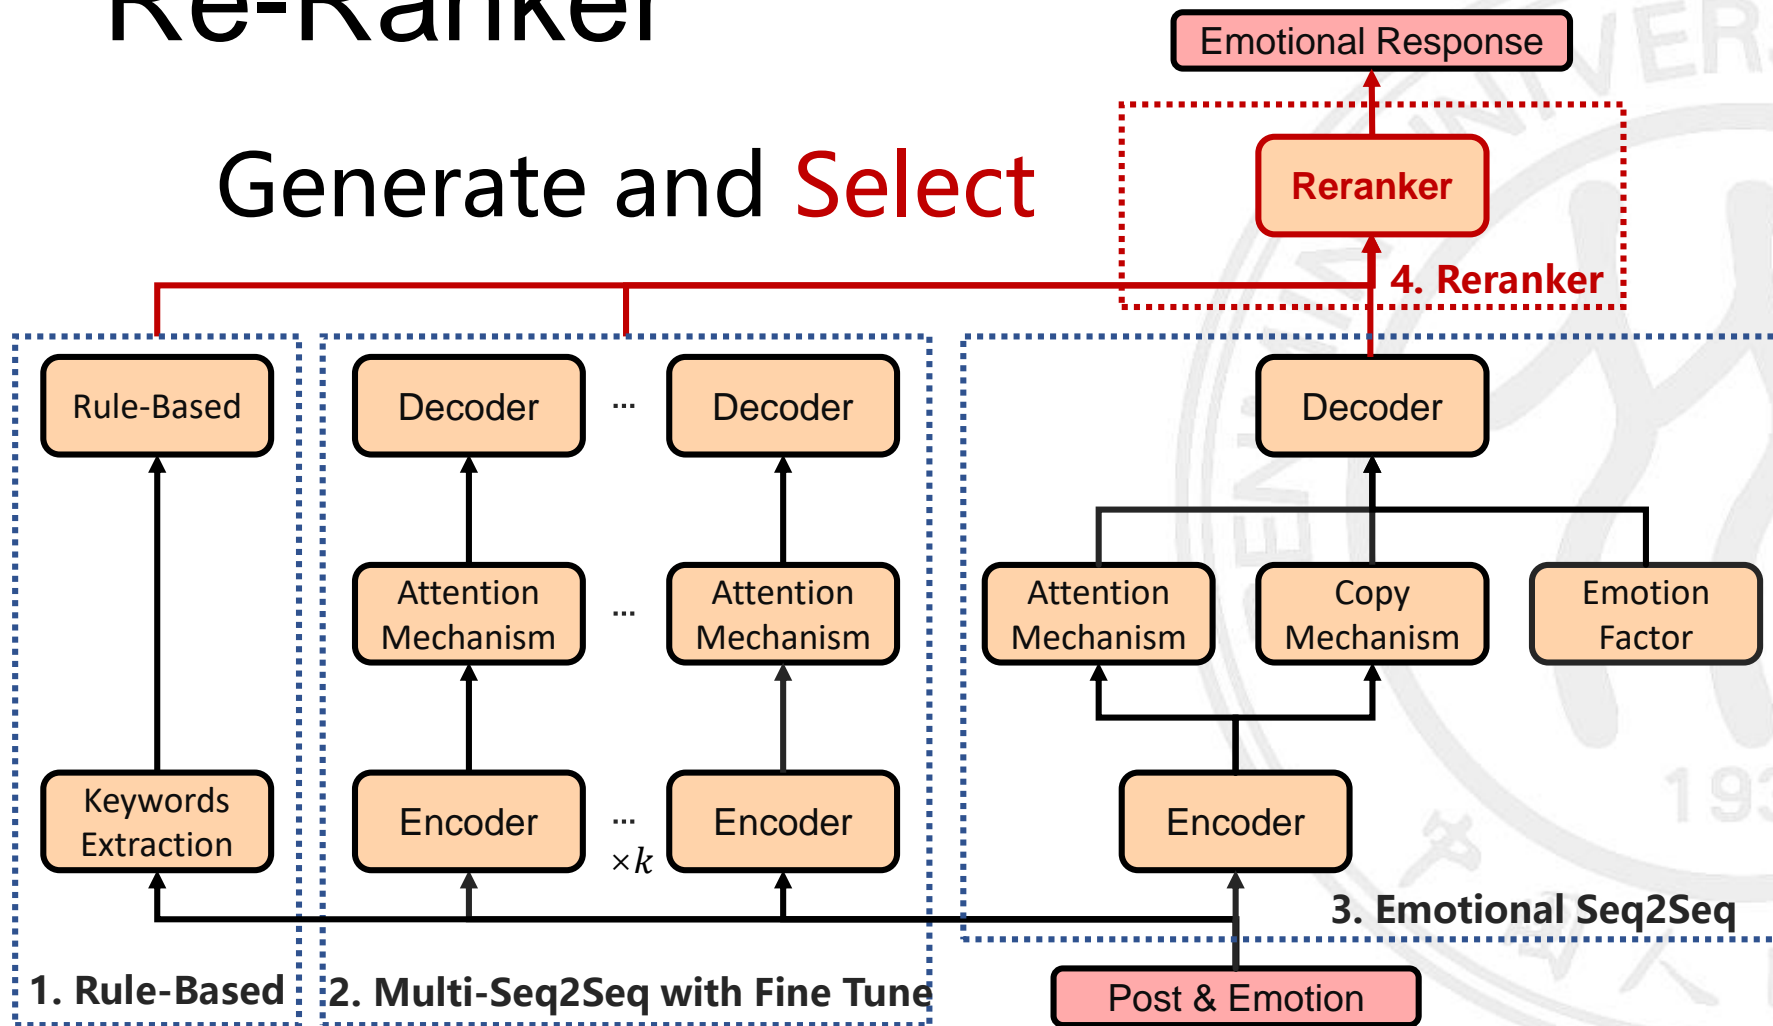 Re-Ranker
Emotional Response
Generate and Select
Reranker
4. Reranker
Rule-Based
Decoder
...
Decoder
Decoder
Attention
Mechanism
...
Attention
Mechanism
Attention
Mechanism
Copy
Mechanism
Emotion
Factor
Keywords
Extraction
Encoder
...
×k
Encoder
Encoder
3. Emotional Seq2Seq
1. Rule-Based
2. Multi-Seq2Seq with Fine Tune
Post & Emotion